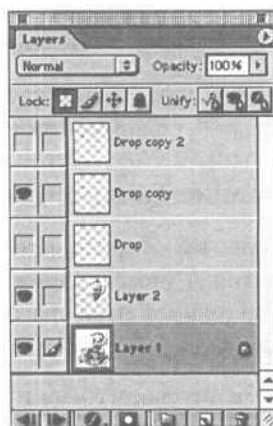 Layers
Normal Opacity: 100%
Lock: Unify:
Drop copy 2
Drop copy
Drop
Layer 2
Layer 1